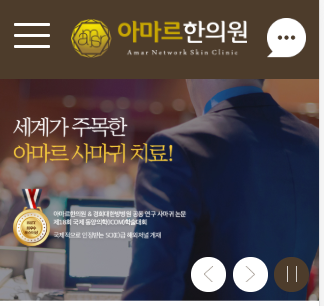 아마르한의원
Amar Network Skin Clinic
세계가 주목한
아마르 사마귀 치료!
아마르한의원 & 경희대한방병원 공동 연구 사마귀 논문
제18회 국제 동양의학(ICOM)학술대회
국제적으로 인정받는 SCI(E)급 해외저널 게재